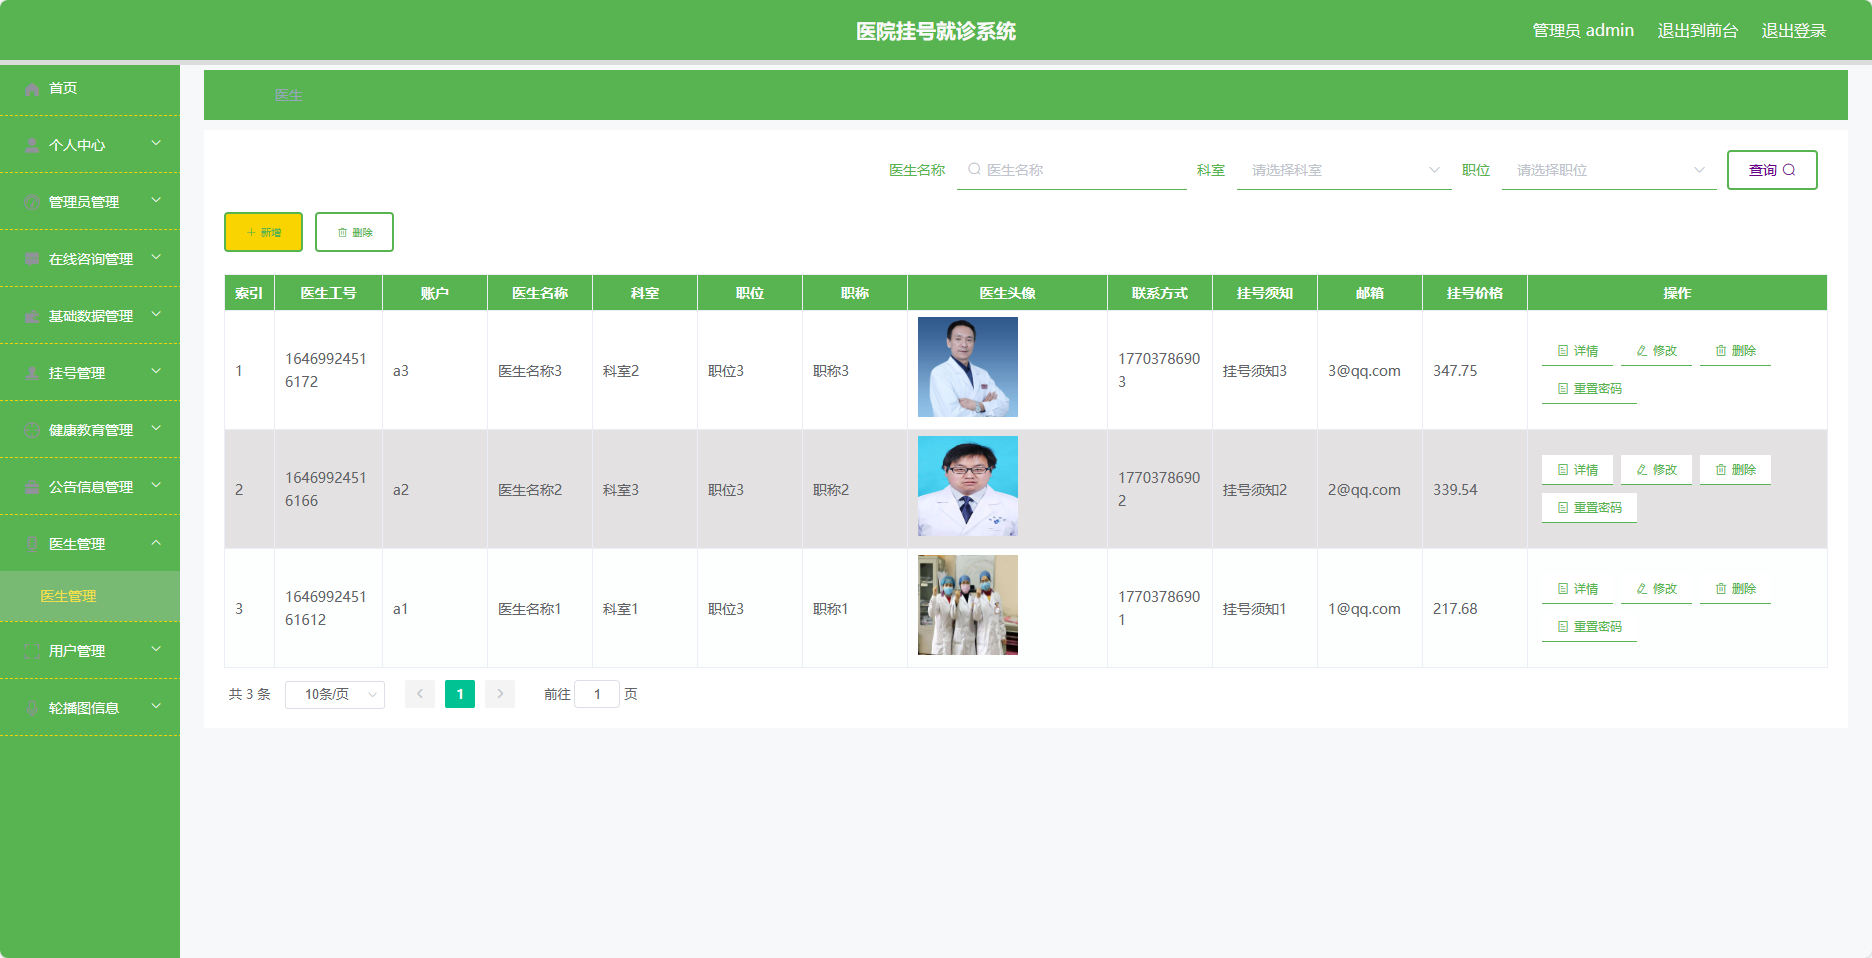 医院挂号就诊系统
管理员 admin 退出到前台 退出登录
首页
个人中心
管理员管理
在线咨询管理
基础数据管理
挂号管理
健康教育管理
公告信息管理
医生管理
医生管理
用户管理
轮播图信息
医生
医生名称 医生名称 科室 请选择科室 职位 请选择职位 查询
新增 删除
索引 医生工号 账户 医生名称 科室 职位 职称 医生头像 联系方式 挂号须知 邮箱 挂号价格 操作
1 1646992451
6172 a3 医生名称3 科室2 职位3 职称3 1770378690
3 挂号须知3 3@qq.com 347.75 详情 修改 删除
重置密码
2 1646992451
6166 a2 医生名称2 科室3 职位3 职称2 1770378690
2 挂号须知2 2@qq.com 339.54 详情 修改 删除
重置密码
3 1646992451
61612 a1 医生名称1 科室1 职位3 职称1 1770378690
1 挂号须知1 1@qq.com 217.68 详情 修改 删除
重置密码
共 3 条 10条/页 1 前往 1 页